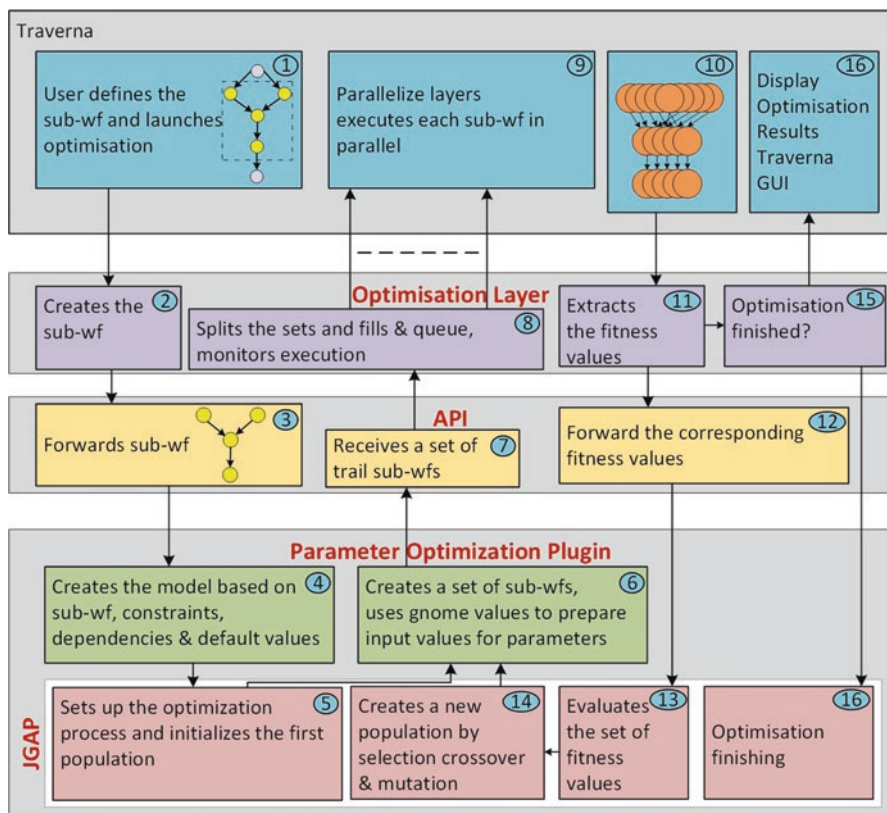 Traverna
1
User defines the
sub-wf and launches
optimisation
9
Parallelize layers
executes each sub-wf in
parallel
10
16
Display
Optimisation
Results
Traverna
GUI
Optimisation Layer
2
Creates the
sub-wf
8
Splits the sets and fills & queue,
monitors execution
11
Extracts
the fitness
values
15
Optimisation
finished?
API
3
Forwards sub-wf
7
Receives a set of
trail sub-wfs
12
Forward the corresponding
fitness values
Parameter Optimization Plugin
4
Creates the model based on
sub-wf, constraints,
dependencies & default values
6
Creates a set of sub-wfs,
uses gnome values to prepare
input values for parameters
JGAP
5
Sets up the optimization
process and initializes the first
population
14
Creates a new
population by
selection crossover
& mutation
13
Evaluates
the set of
fitness
values
16
Optimisation
finishing